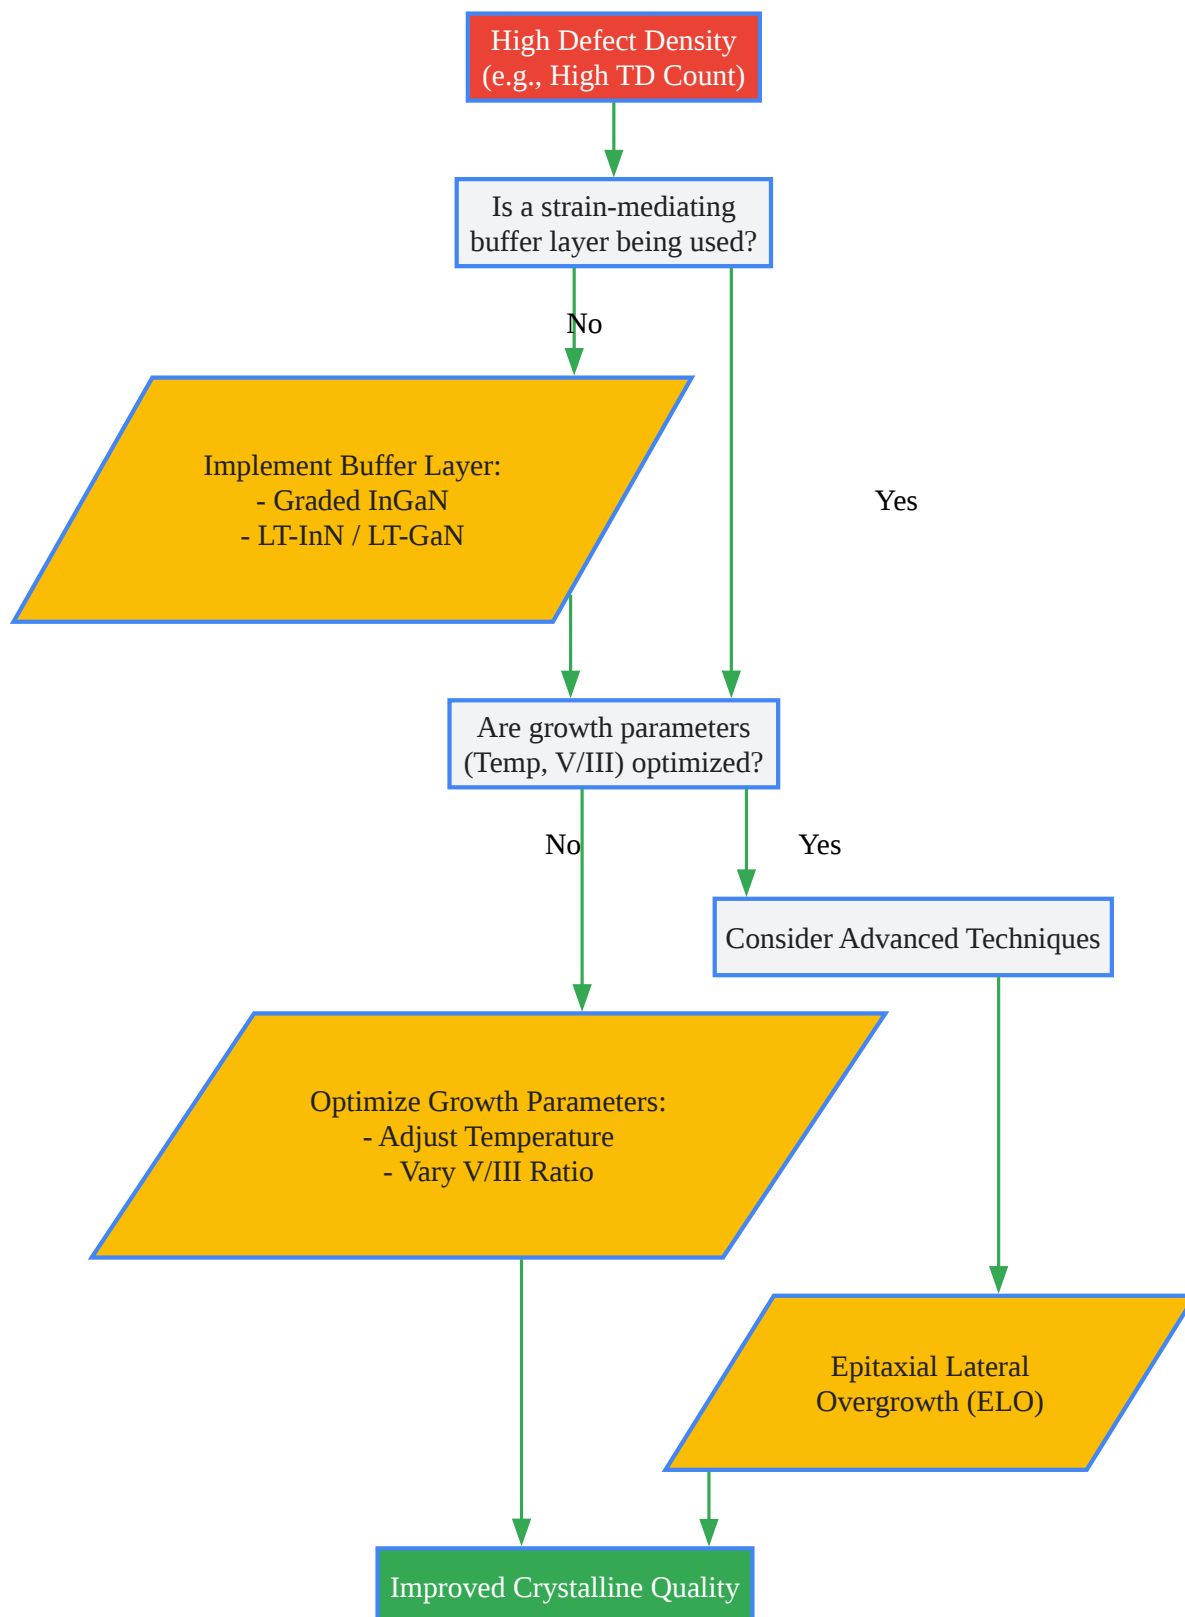 High Defect Density
(e.g., High TD Count)
Is a strain-mediating
buffer layer being used?
No
Implement Buffer Layer:
- Graded InGaN
- LT-InN / LT-GaN
Yes
Are growth parameters
(Temp, V/III) optimized?
No
Yes
Consider Advanced Techniques
Optimize Growth Parameters:
- Adjust Temperature
- Vary V/III Ratio
Epitaxial Lateral
Overgrowth (ELO)
Improved Crystalline Quality